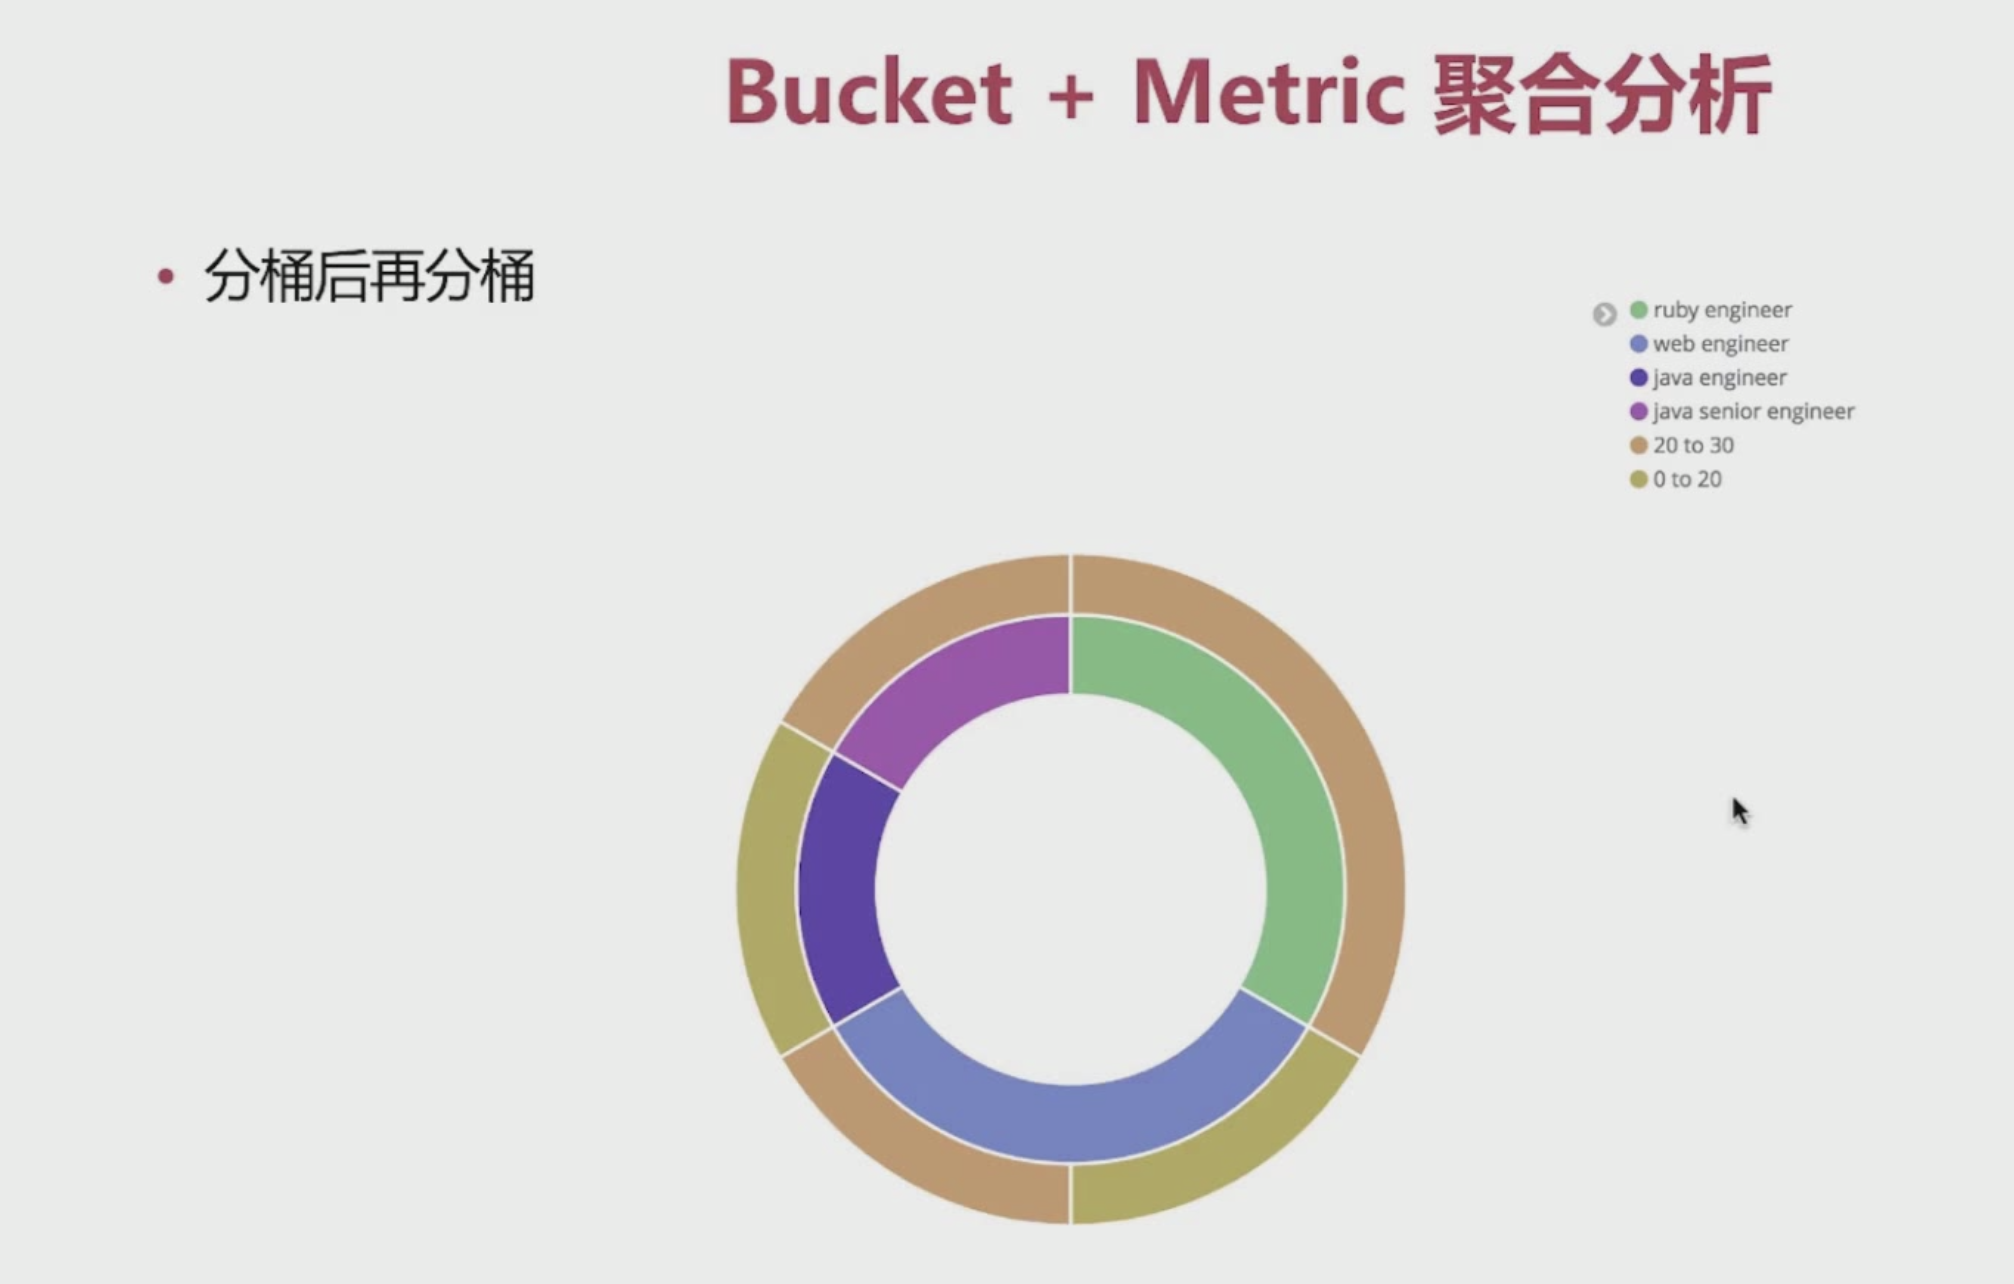 Bucket + Metric 聚合分析
• 分桶后再分桶
ruby engineer
web engineer
java engineer
java senior engineer
20 to 30
0 to 20